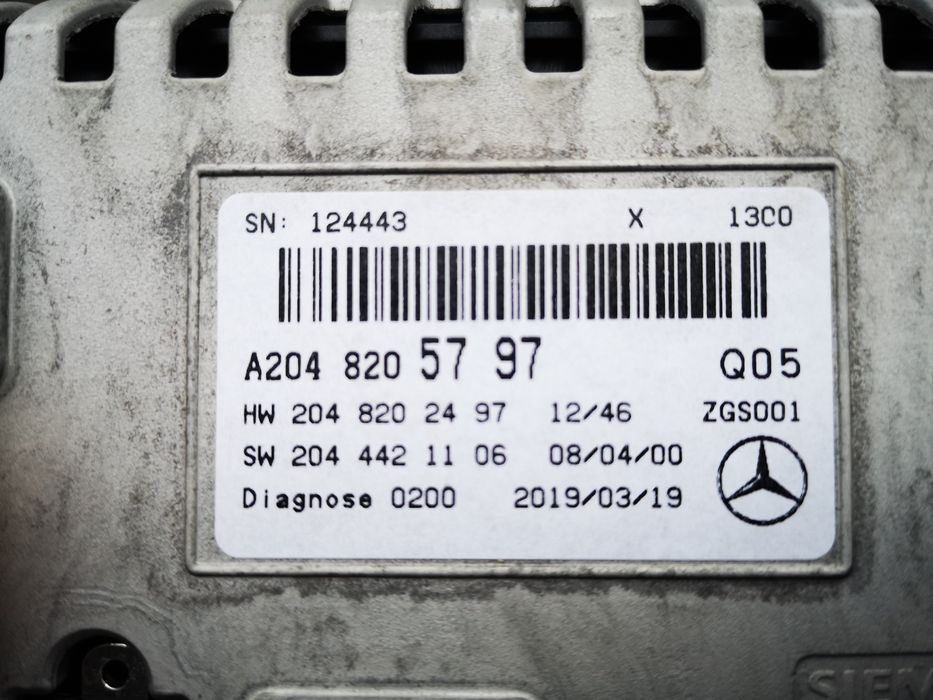 SN: 124443 X 13C0
A204 820 57 97 Q05
HW 204 820 24 97 12/46 ZGS001
SW 204 442 11 06 08/04/00
Diagnose 0200 2019/03/19